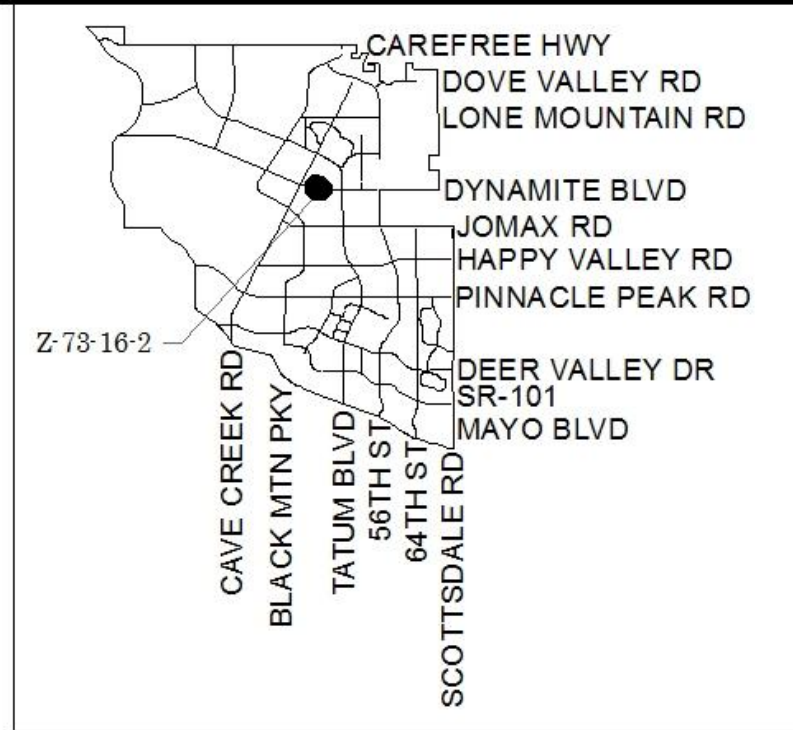 CAREFREE HWY
DOVE VALLEY RD
LONE MOUNTAIN RD
DYNAMITE BLVD
JOMAX RD
HAPPY VALLEY RD
PINNACLE PEAK RD
Z-73-16-2
DEER VALLEY DR
SR-101
MAYO BLVD
CAVE CREEK RD
BLACK MTN PKY
TATUM BLVD
56TH ST
64TH ST
SCOTTSDALE RD